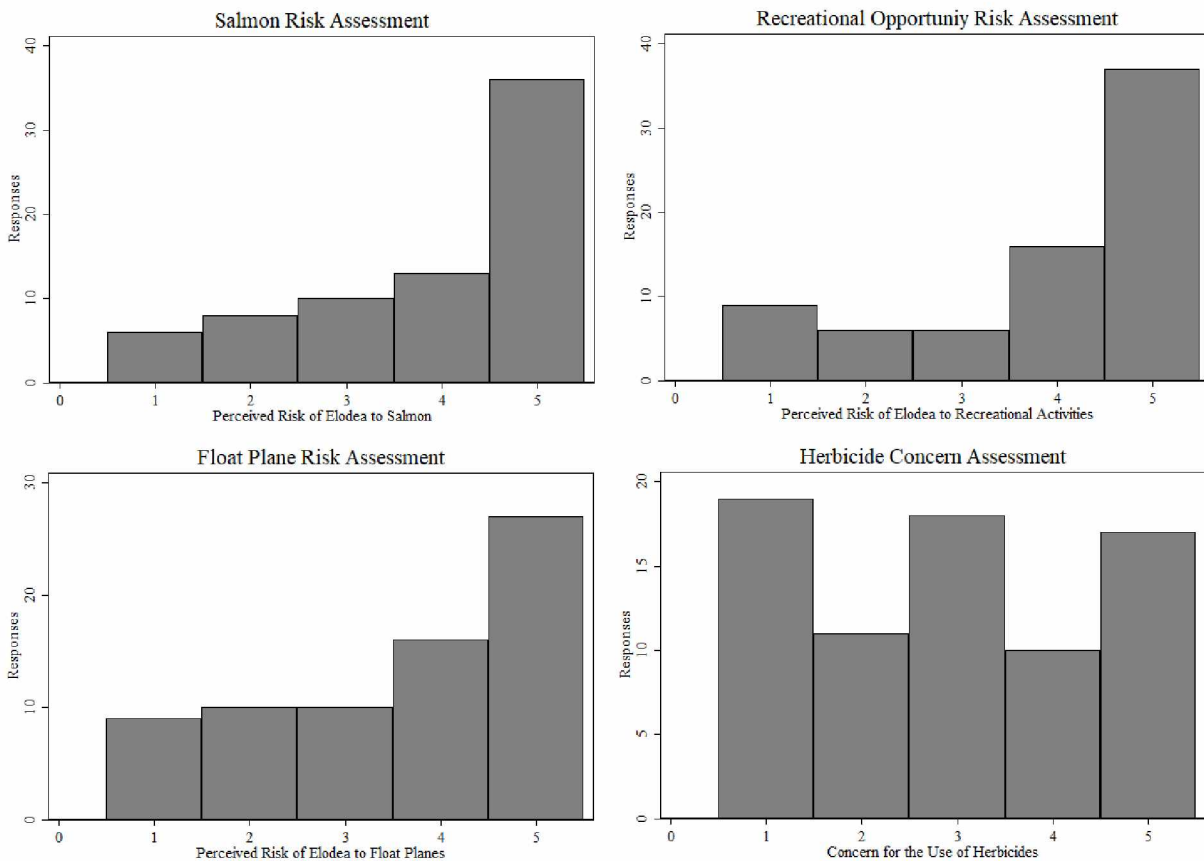 Salmon Risk Assessment
40
30
20
10
0
Responses
0 1 2 3 4 5
Perceived Risk of Elodea to Salmon
Recreational Opportuniy Risk Assessment
40
30
20
10
0
Responses
0 1 2 3 4 5
Perceived Risk of Elodea to Recreational Activities
Float Plane Risk Assessment
30
20
10
0
Responses
0 1 2 3 4 5
Perceived Risk of Elodea to Float Planes
Herbicide Concern Assessment
20
15
10
5
0
Responses
0 1 2 3 4 5
Concern for the Use of Herbicides